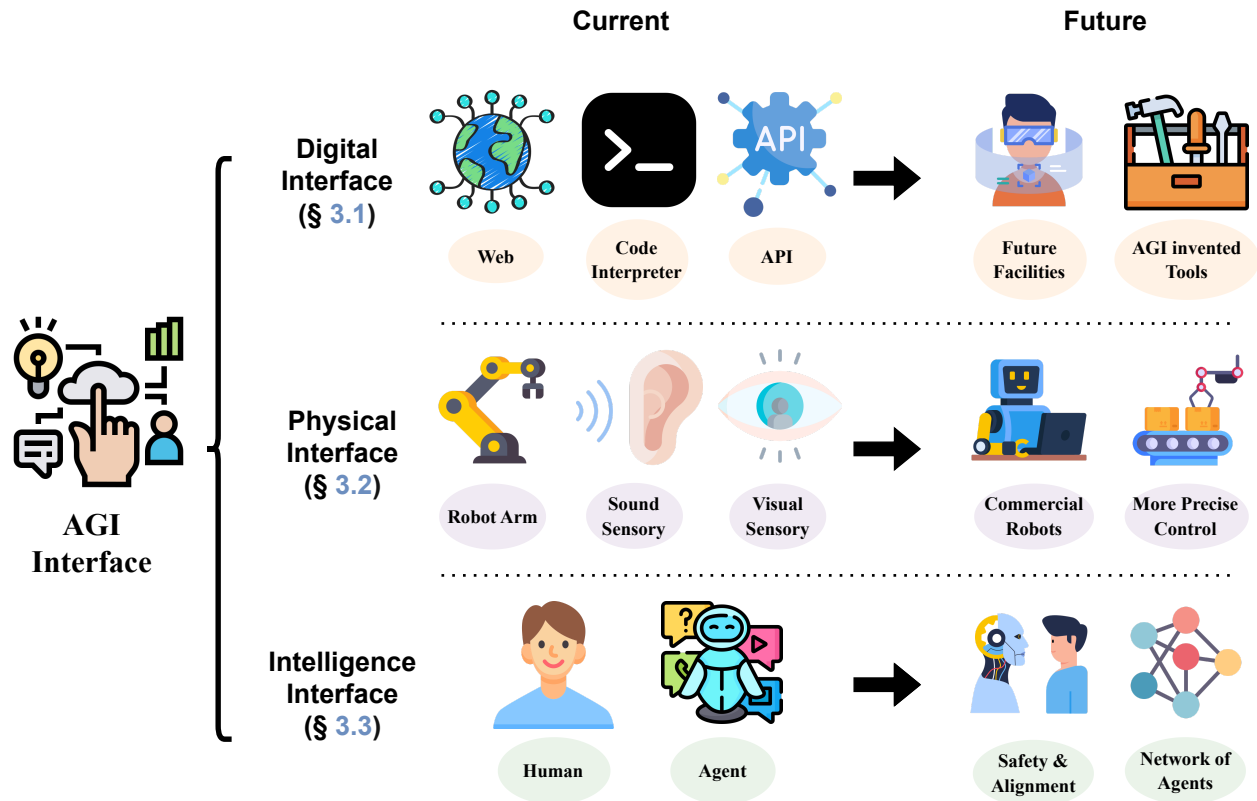 Current
Future
Digital
Interface
(§ 3.1)
API
Web
Code
Interpreter
API
Future
Facilities
AGI invented
Tools
AGI
Interface
Physical
Interface
(§ 3.2)
Robot Arm
Sound
Sensory
Visual
Sensory
Commercial
Robots
More Precise
Control
Intelligence
Interface
(§ 3.3)
Human
Agent
Safety &
Alignment
Network of
Agents